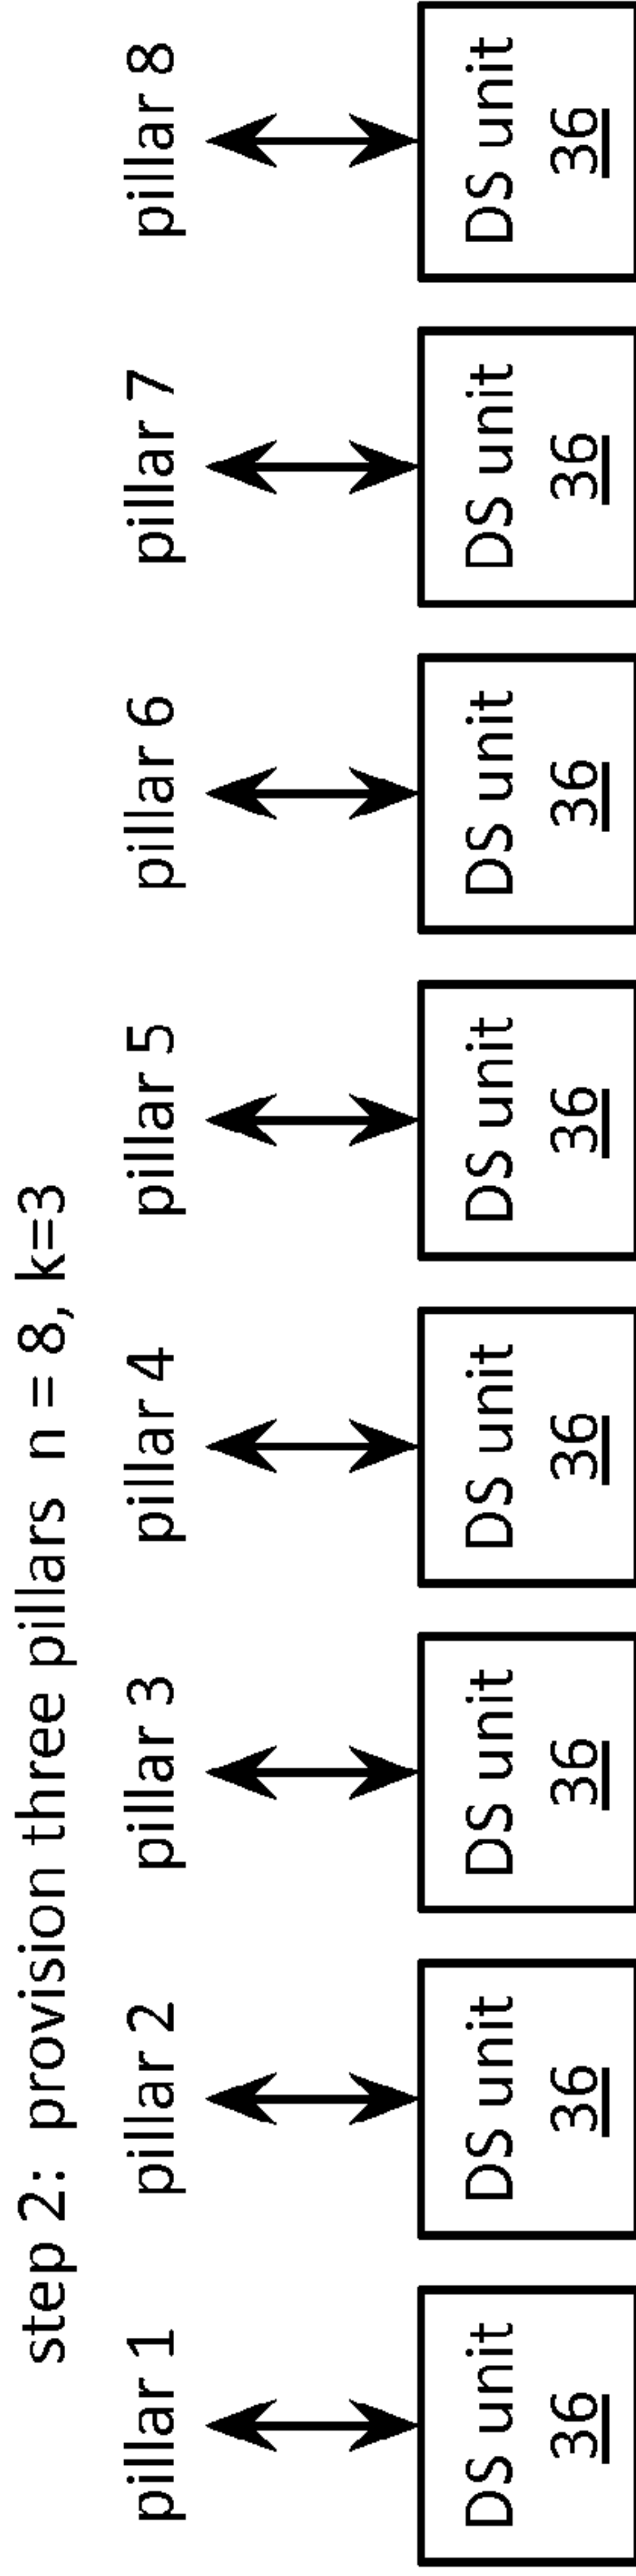 step 2: provision three pillars n = 8, k=3
pillar 1 pillar 2 pillar 3 pillar 4 pillar 5 pillar 6 pillar 7 pillar 8
DS unit DS unit DS unit DS unit DS unit DS unit DS unit DS unit
36 36 36 36 36 36 36 36